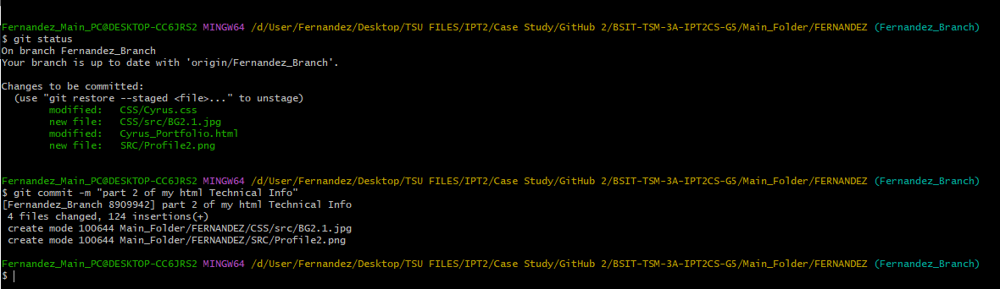 Fernandez_Main_PC@DESKTOP-CC6JRS2 MINGW64 /d/User/Fernandez/Desktop/TSU FILES/IPT2/Case Study/GitHub 2/BSIT-TSM-3A-IPT2CS-G5/Main_Folder/FERNANDEZ (Fernandez_Branch)
$ git status
On branch Fernandez_Branch
Your branch is up to date with 'origin/Fernandez_Branch'.
Changes to be committed:
(use "git restore --staged <file>..." to unstage)
modified: CSS/Cyrus.css
new file: CSS/src/BG2.1.jpg
modified: Cyrus_Portfolio.html
new file: SRC/Profile2.png
Fernandez_Main_PC@DESKTOP-CC6JRS2 MINGW64 /d/User/Fernandez/Desktop/TSU FILES/IPT2/Case Study/GitHub 2/BSIT-TSM-3A-IPT2CS-G5/Main_Folder/FERNANDEZ (Fernandez_Branch)
$ git commit -m "part 2 of my html Technical Info"
[Fernandez_Branch 8909942] part 2 of my html Technical Info
4 files changed, 124 insertions(+)
create mode 100644 Main_Folder/FERNANDEZ/CSS/src/BG2.1.jpg
create mode 100644 Main_Folder/FERNANDEZ/SRC/Profile2.png
Fernandez_Main_PC@DESKTOP-CC6JRS2 MINGW64 /d/User/Fernandez/Desktop/TSU FILES/IPT2/Case Study/GitHub 2/BSIT-TSM-3A-IPT2CS-G5/Main_Folder/FERNANDEZ (Fernandez_Branch)
$